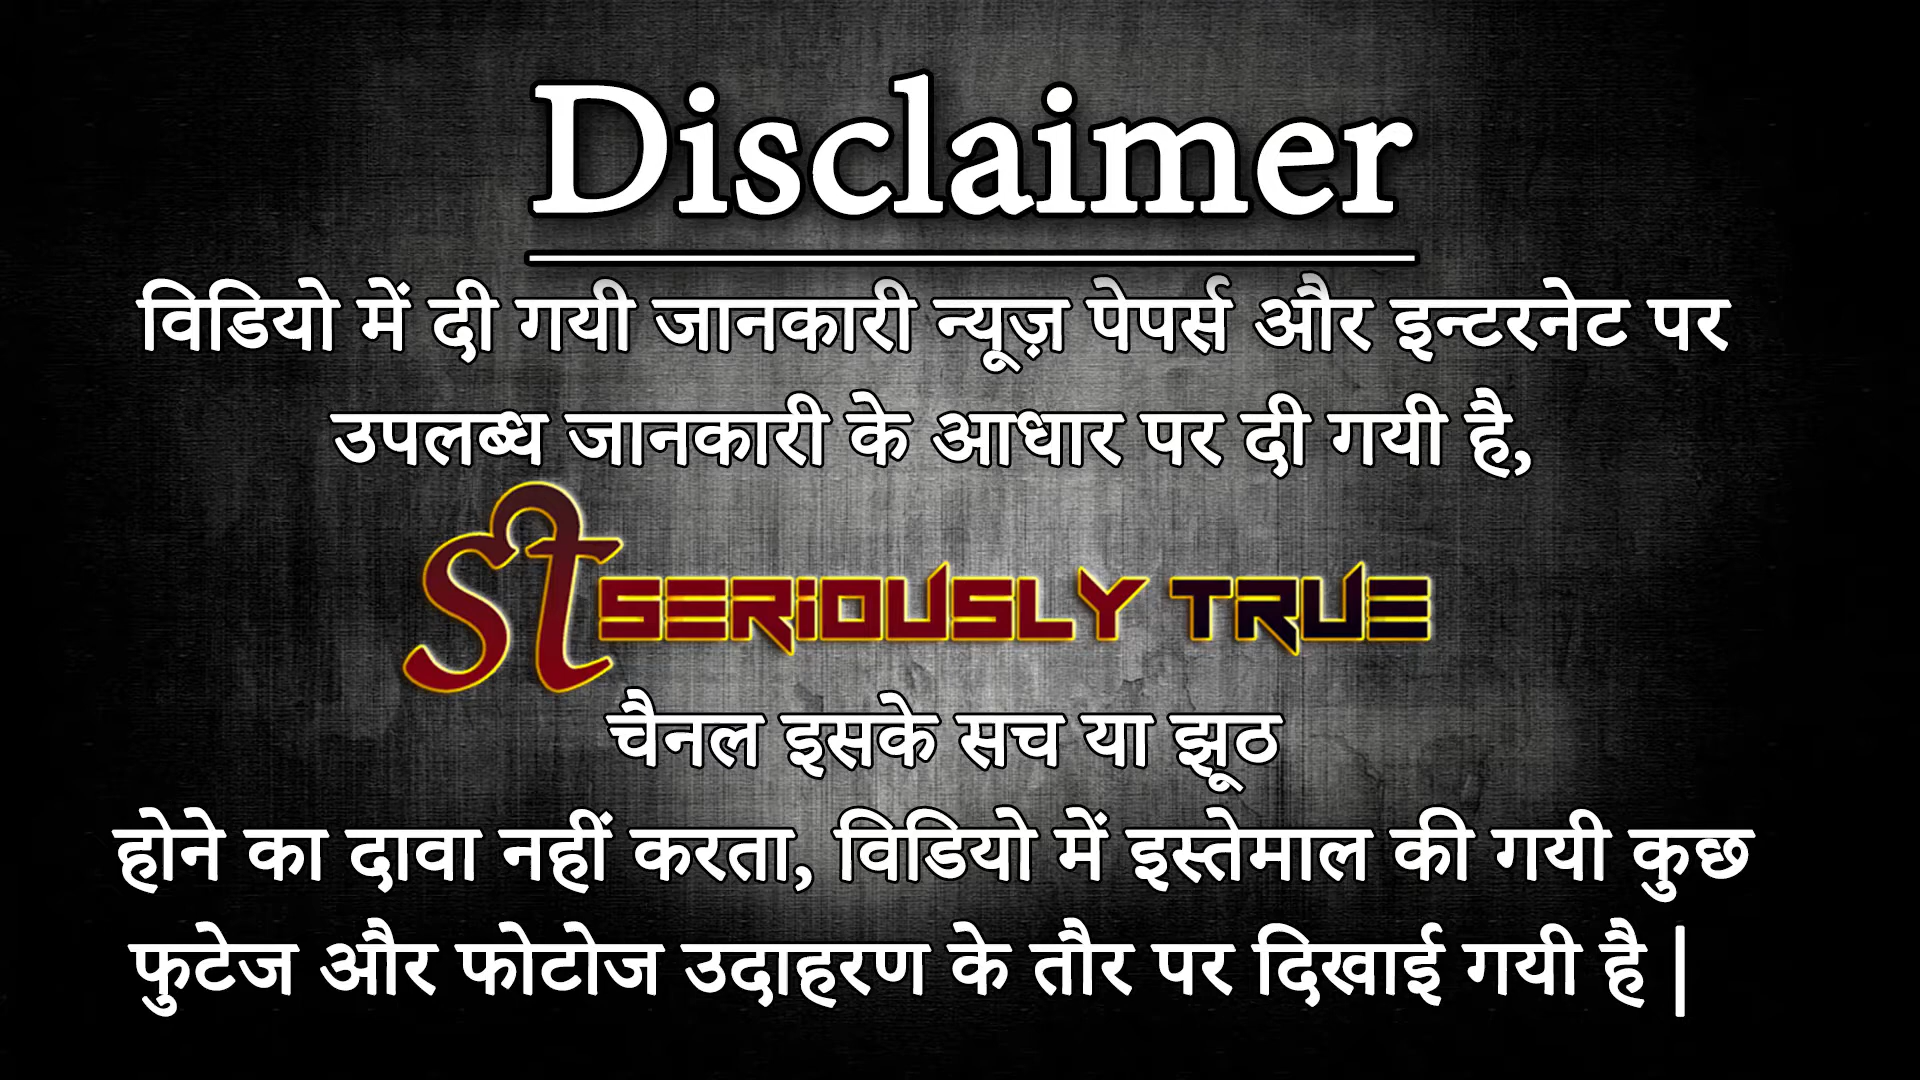 Disclaimer
विडियो में दी गयी जानकारी न्यूज़ पेपर्स और इन्टरनेट पर
उपलब्ध जानकारी के आधार पर दी गयी है,
St SERiOUSLY TRUE
चैनल इसके सच या झूठ
होने का दावा नहीं करता, विडियो में इस्तेमाल की गयी कुछ
फुटेज और फोटोज उदाहरण के तौर पर दिखाई गयी है |